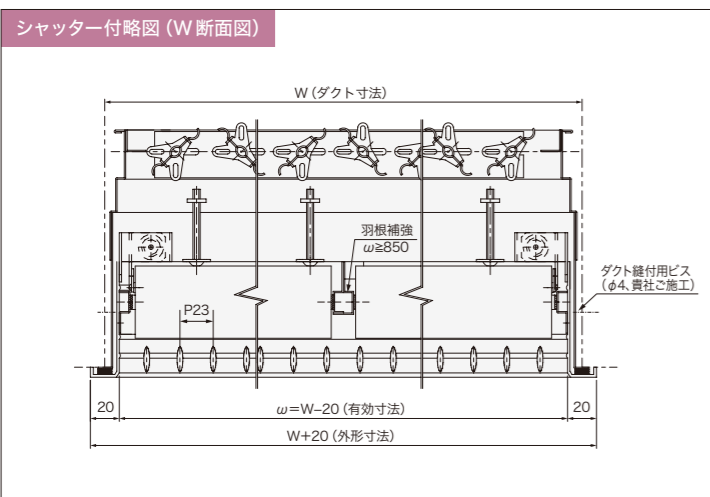 シャッター付略図（W断面図）
W（ダクト寸法）
羽根補強
ω≥850
ダクト縫付用ビス
（φ4、貴社ご施工）
P23
20
ω＝W−20（有効寸法）
20
W+20（外形寸法）